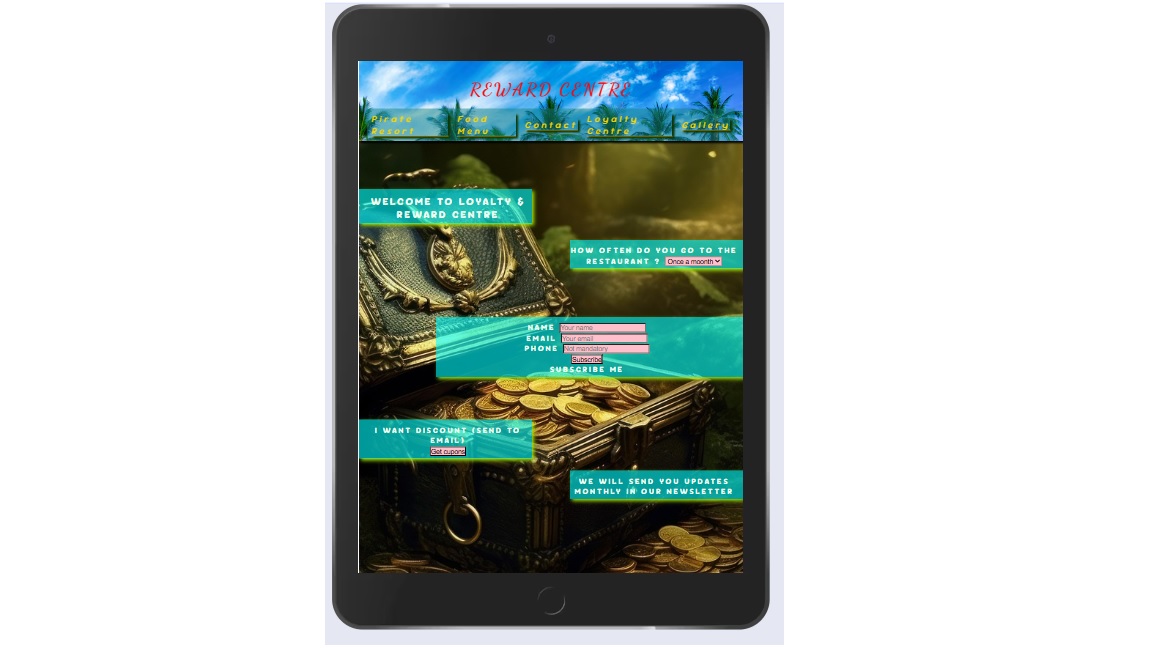 REWARD CENTRE
Pirate Resort
Food Menu
Contact
Loyalty Centre
Gallery
WELCOME TO LOYALTY &
REWARD CENTRE
HOW OFTEN DO YOU GO TO THE
RESTAURANT ? Once a moonth
NAME Your name
EMAIL Your email
PHONE Not mandatory
Subscribe
SUBSCRIBE ME
I WANT DISCOUNT (SEND TO
EMAIL)
Get cupons
WE WILL SEND YOU UPDATES
MONTHLY IN OUR NEWSLETTER